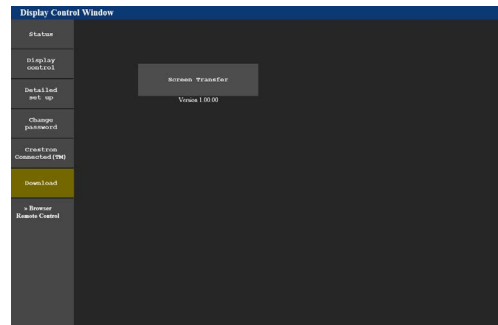 Display Control Window
Status
Display
control
Detailed
set up
Change
password
Crestron
Connected(TM)
Download
» Browser
Remote Control
Screen Transfer
Version 1.00.00